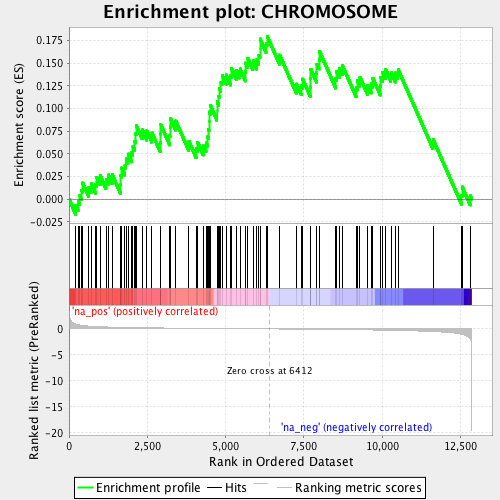 Enrichment plot: CHROMOSOME
Enrichment score (ES)
0.175
0.150
0.125
0.100
0.075
0.050
0.025
0.000
-0.025
'na_pos' (positively correlated)
Ranked list metric (PreRanked)
0
-5
-10
-15
-20
Zero cross at 6412
'na_neg' (negatively correlated)
0 2,500 5,000 7,500 10,000 12,500
Rank in Ordered Dataset
Enrichment profile Hits Ranking metric scores